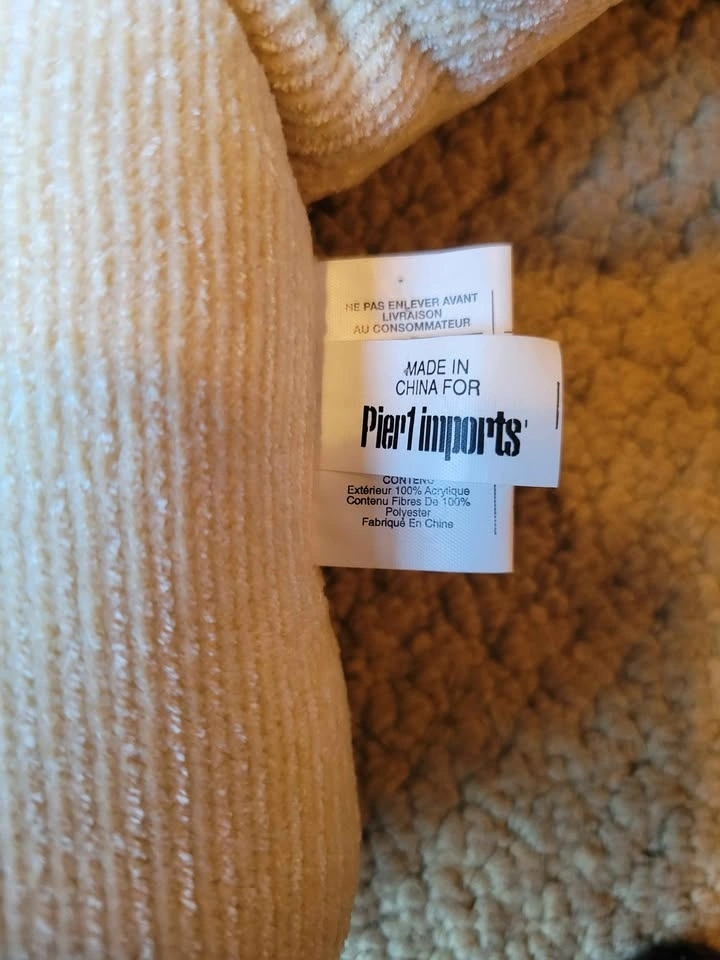 NE PAS ENLEVER AVANT
LIVRAISON
AU CONSOMMATEUR
MADE IN
CHINA FOR
Pier1 imports
CONTENU
Extérieur 100% Acrylique
Contenu Fibres De 100%
Polyester
Fabriqué En Chine